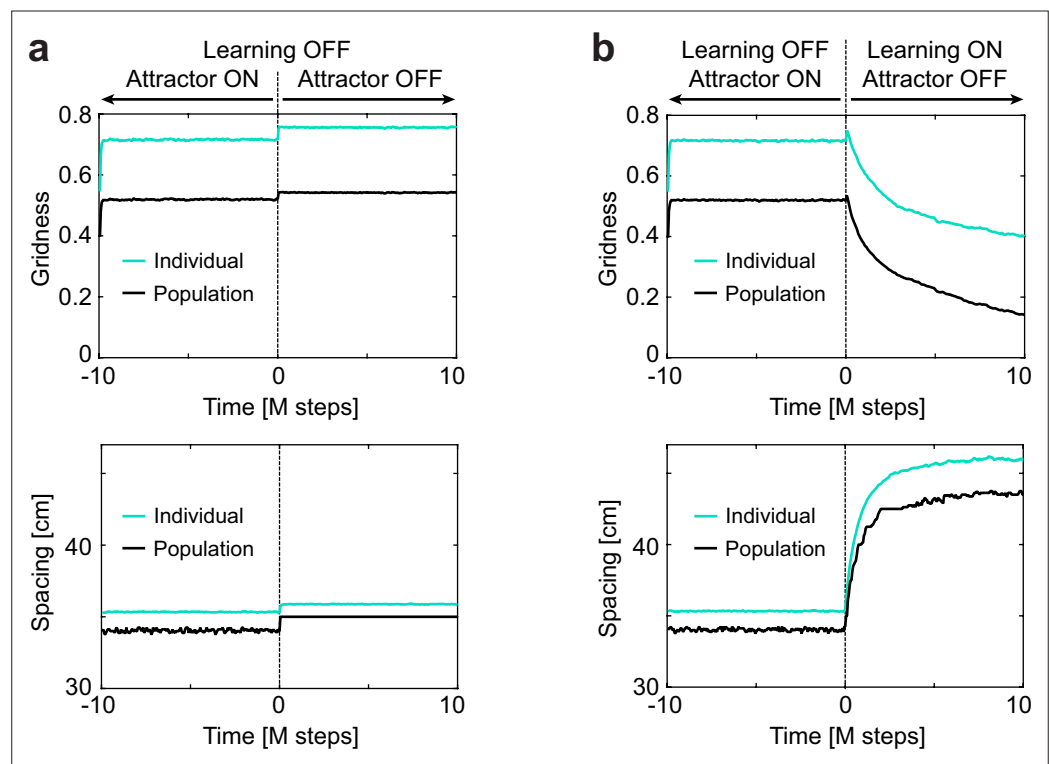 a
Learning OFF
Attractor ON
Attractor OFF
0.8
0.6
0.4
0.2
0
Gridness
Individual
Population
-10
0
10
Time [M steps]
40
30
Spacing [cm]
Individual
Population
-10
0
10
Time [M steps]
b
Learning OFF
Attractor ON
Learning ON
Attractor OFF
0.8
0.6
0.4
0.2
0
Gridness
Individual
Population
-10
0
10
Time [M steps]
40
30
Spacing [cm]
Individual
Population
-10
0
10
Time [M steps]